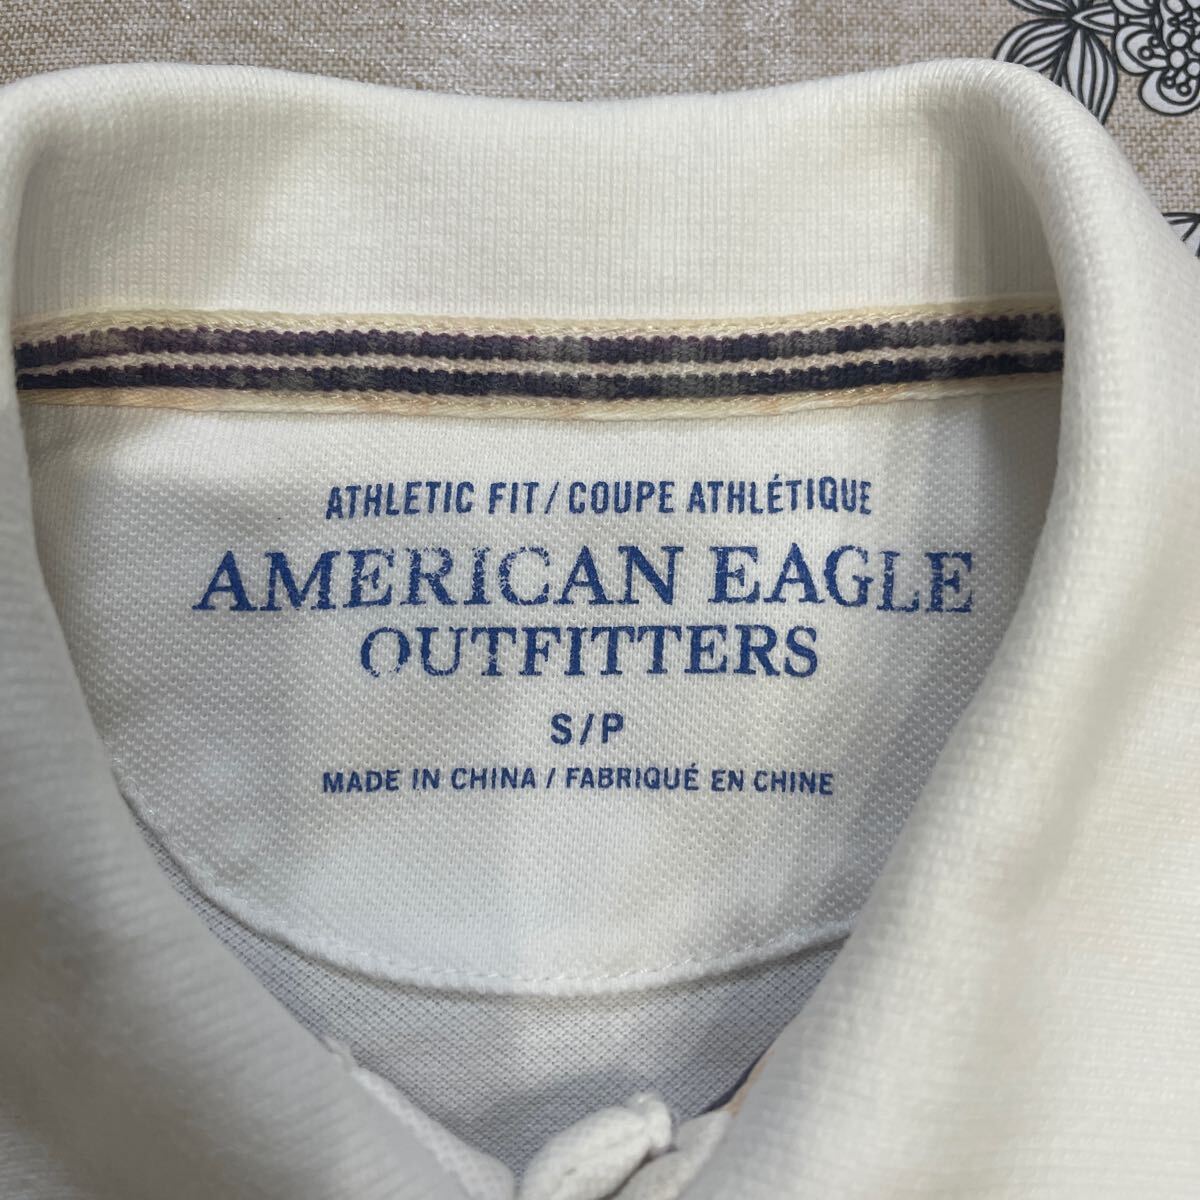 ATHLETIC FIT/COUPE ATHLÉTIQUE
AMERICAN EAGLE
OUTFITTERS
S/P
MADE IN CHINA / FABRIQUÉ EN CHINE